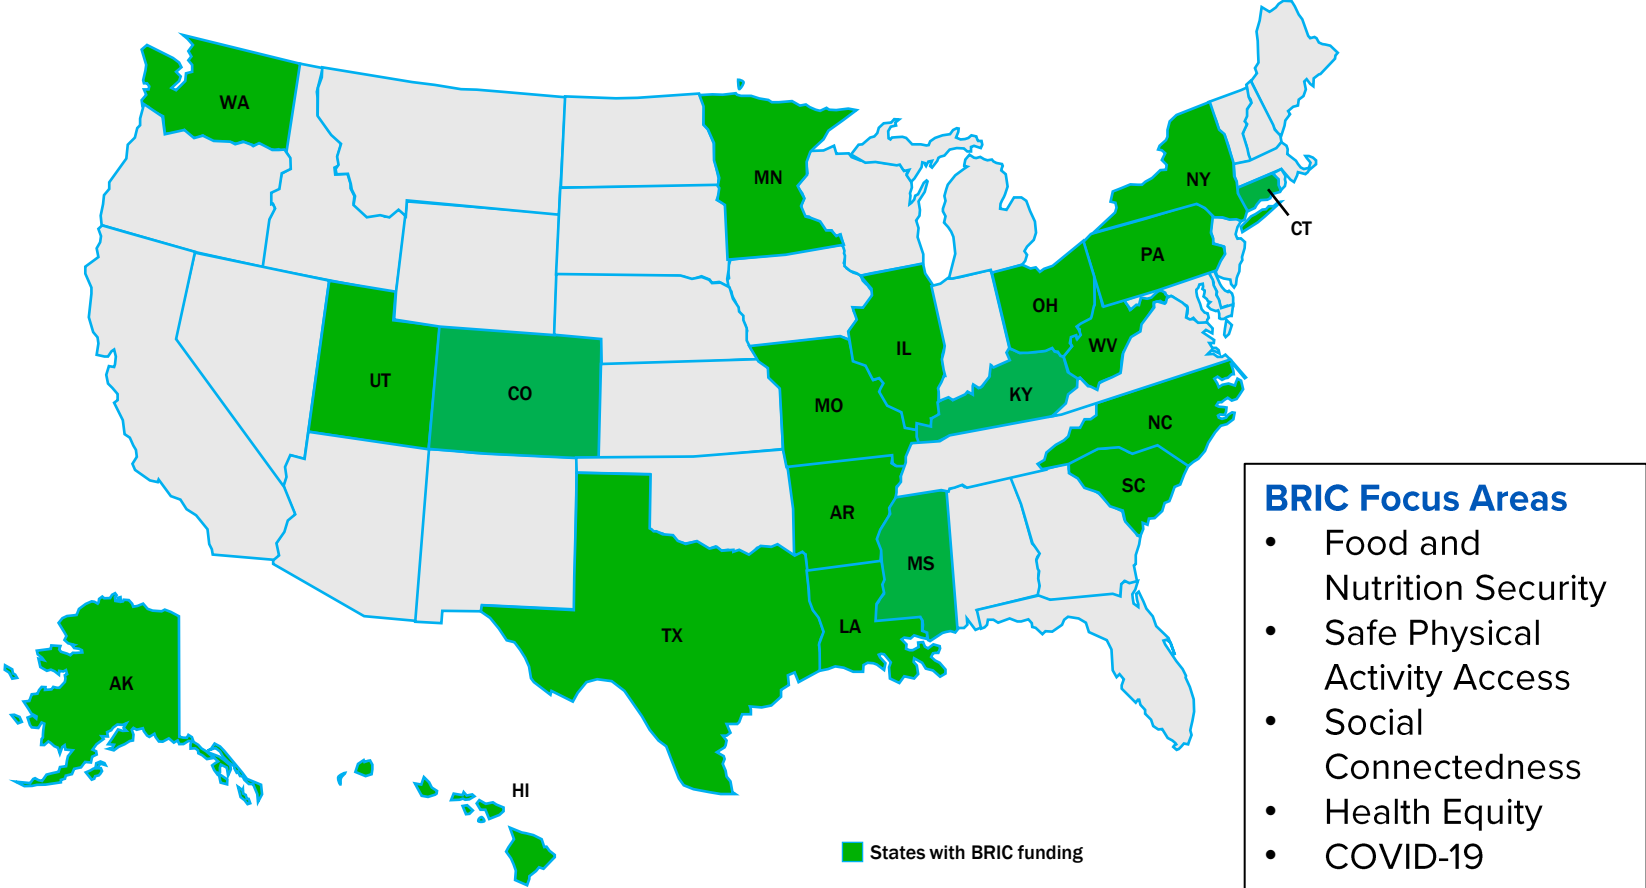 WA
MN
NY
CT
PA
OH
WV
IL
UT
CO
KY
MO
NC
SC
AR
MS
LA
TX
AK
HI
States with BRIC funding
BRIC Focus Areas
• Food and
Nutrition Security
• Safe Physical
Activity Access
• Social
Connectedness
• Health Equity
• COVID-19